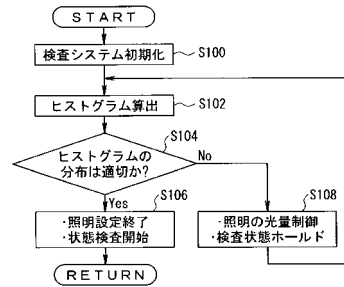 START
検査システム初期化
S100
ヒストグラム算出
S102
S104
ヒストグラムの
分布は適切か?
No
Yes
S106
・照明設定終了
・状態検査開始
S108
・照明の光量制御
・検査状態ホールド
RETURN